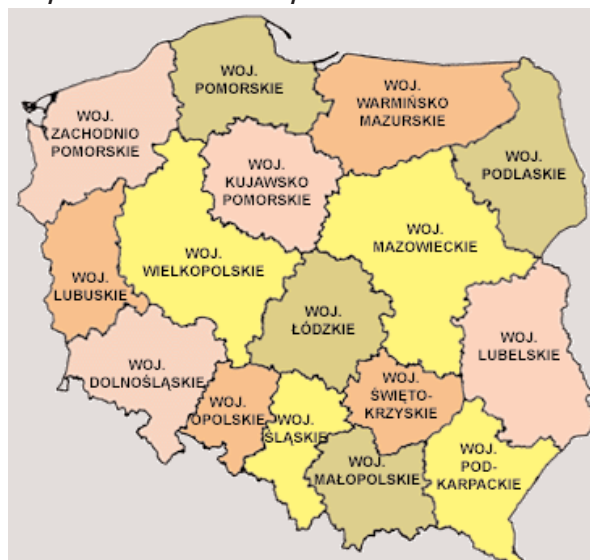 WOJ.
POMORSKIE
WOJ.
WARMIŃSKO
MAZURSKIE
WOJ.
ZACHODNIO
POMORSKIE
WOJ.
PODLASKIE
WOJ.
KUJAWSKO
POMORSKIE
WOJ.
MAZOWIECKIE
WOJ.
WIELKOPOLSKIE
WOJ.
LUBUSKIE
WOJ.
ŁÓDZKIE
WOJ.
LUBELSKIE
WOJ.
DOLNOŚLĄSKIE
WOJ.
OPOLSKIE
WOJ.
ŚLĄSKIE
WOJ.
ŚWIĘTO-
KRZYSKIE
WOJ.
MAŁOPOLSKIE
WOJ.
POD-
KARPACKIE